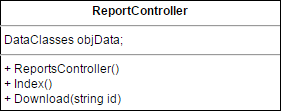 ReportController
DataClasses objData;
+ ReportsController()
+ Index()
+ Download(string id)